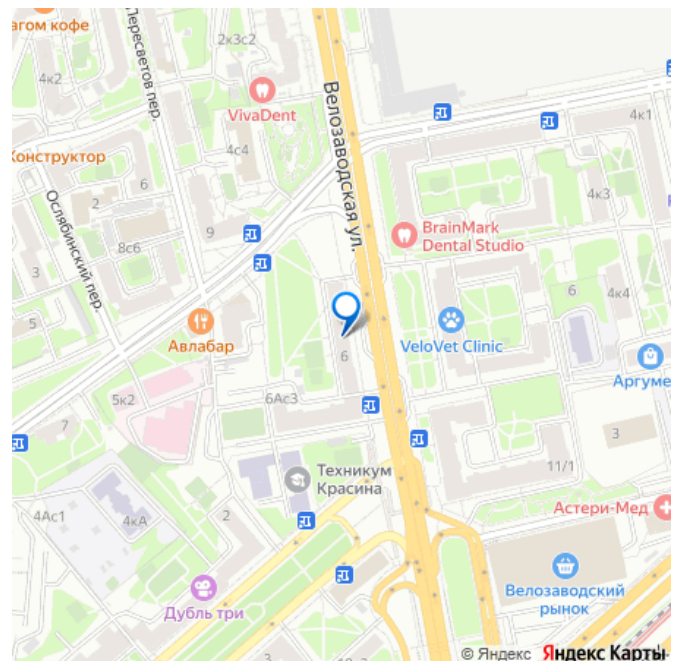 агом кофе
Пересветов пер.
2к3с2
4к2
VivaDent
Велозаводская ул.
4к1
Конструктор
4с4
6
2
Ослябинский пер.
4к3
9
BrainMark
Dental Studio
8с6
3
6
4к4
5
Авлабар
VeloVet Clinic
6
Аргуме
5к2
6Ас3
7
3
Техникум
Красина
11/1
4Ас1
4кА
2
Астери-Мед
Дубль три
Велозаводский
рынок
© Яндекс Яндекс Карты